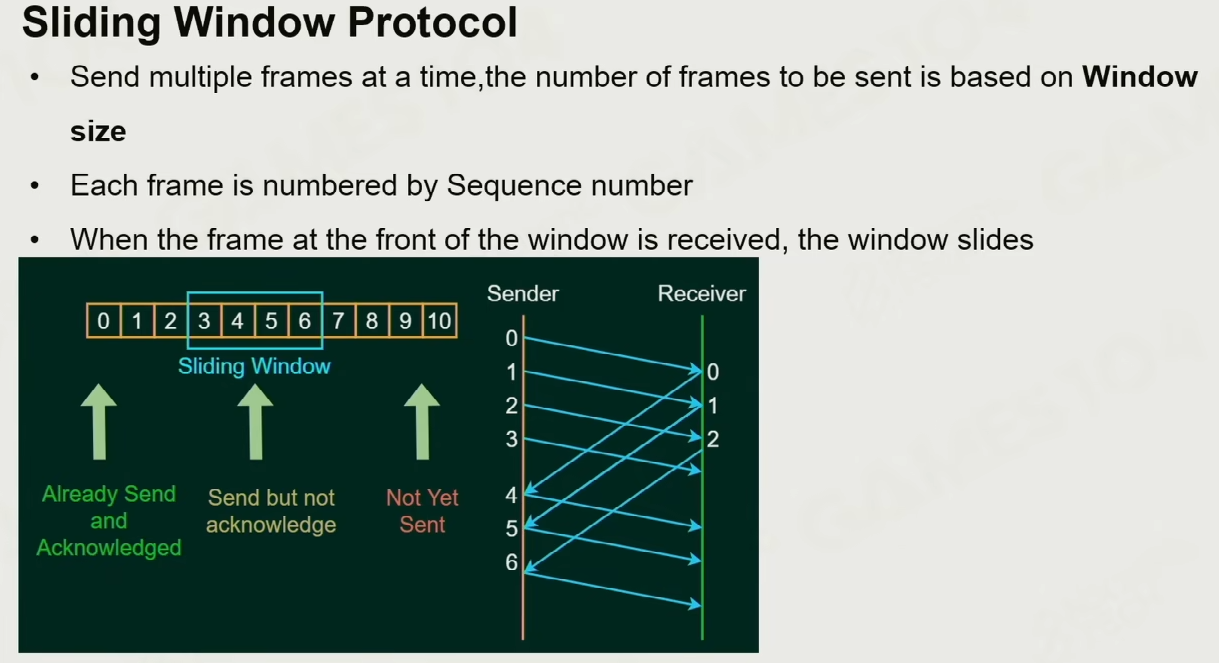 Sliding Window Protocol
• Send multiple frames at a time,the number of frames to be sent is based on Window
size
• Each frame is numbered by Sequence number
• When the frame at the front of the window is received, the window slides
0 1 2 3 4 5 6 7 8 9 10
Sliding Window
Already Send
and
Acknowledged
Send but not
acknowledge
Not Yet
Sent
Sender
Receiver
0
1
2
3
4
5
6
0
1
2
GAMES104